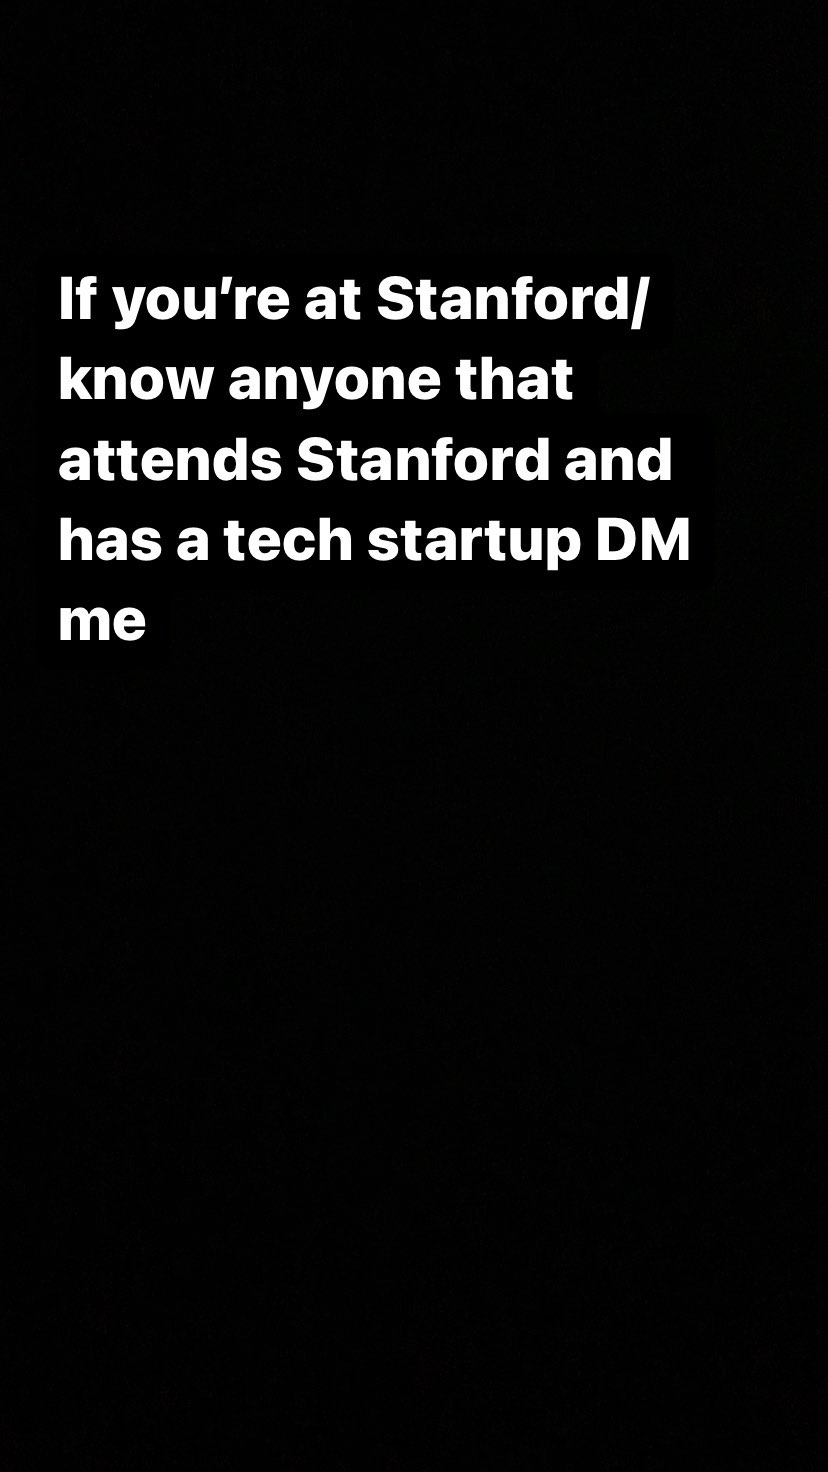 If you’re at Stanford/
know anyone that
attends Stanford and
has a tech startup DM
me